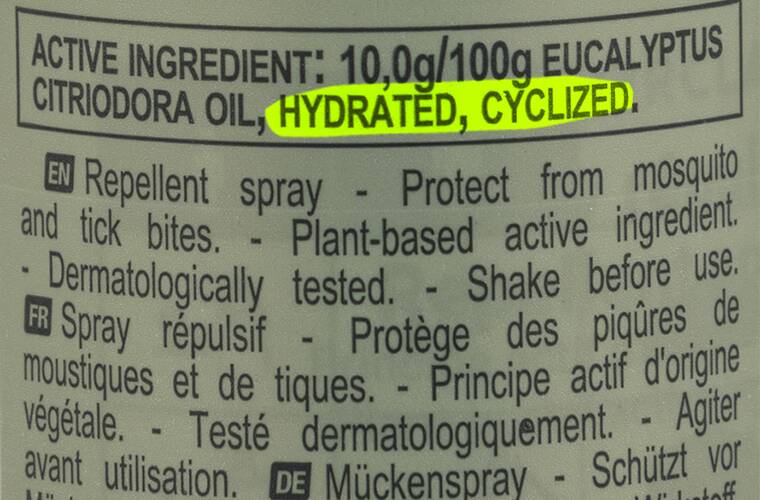 ACTIVE INGREDIENT: 10,0g/100g EUCALYPTUS
CITRIODORA OIL, HYDRATED, CYCLIZED.
EN Repellent spray - Protect from mosquito
and tick bites. - Plant-based active ingredient.
- Dermatologically tested. - Shake before use.
FR Spray répulsif - Protège des piqûres de
moustiques et de tiques. - Principe actif d'origine
végétale. - Testé dermatologiquement. - Agiter
avant utilisation. DE Mückenspray - Schützt vor